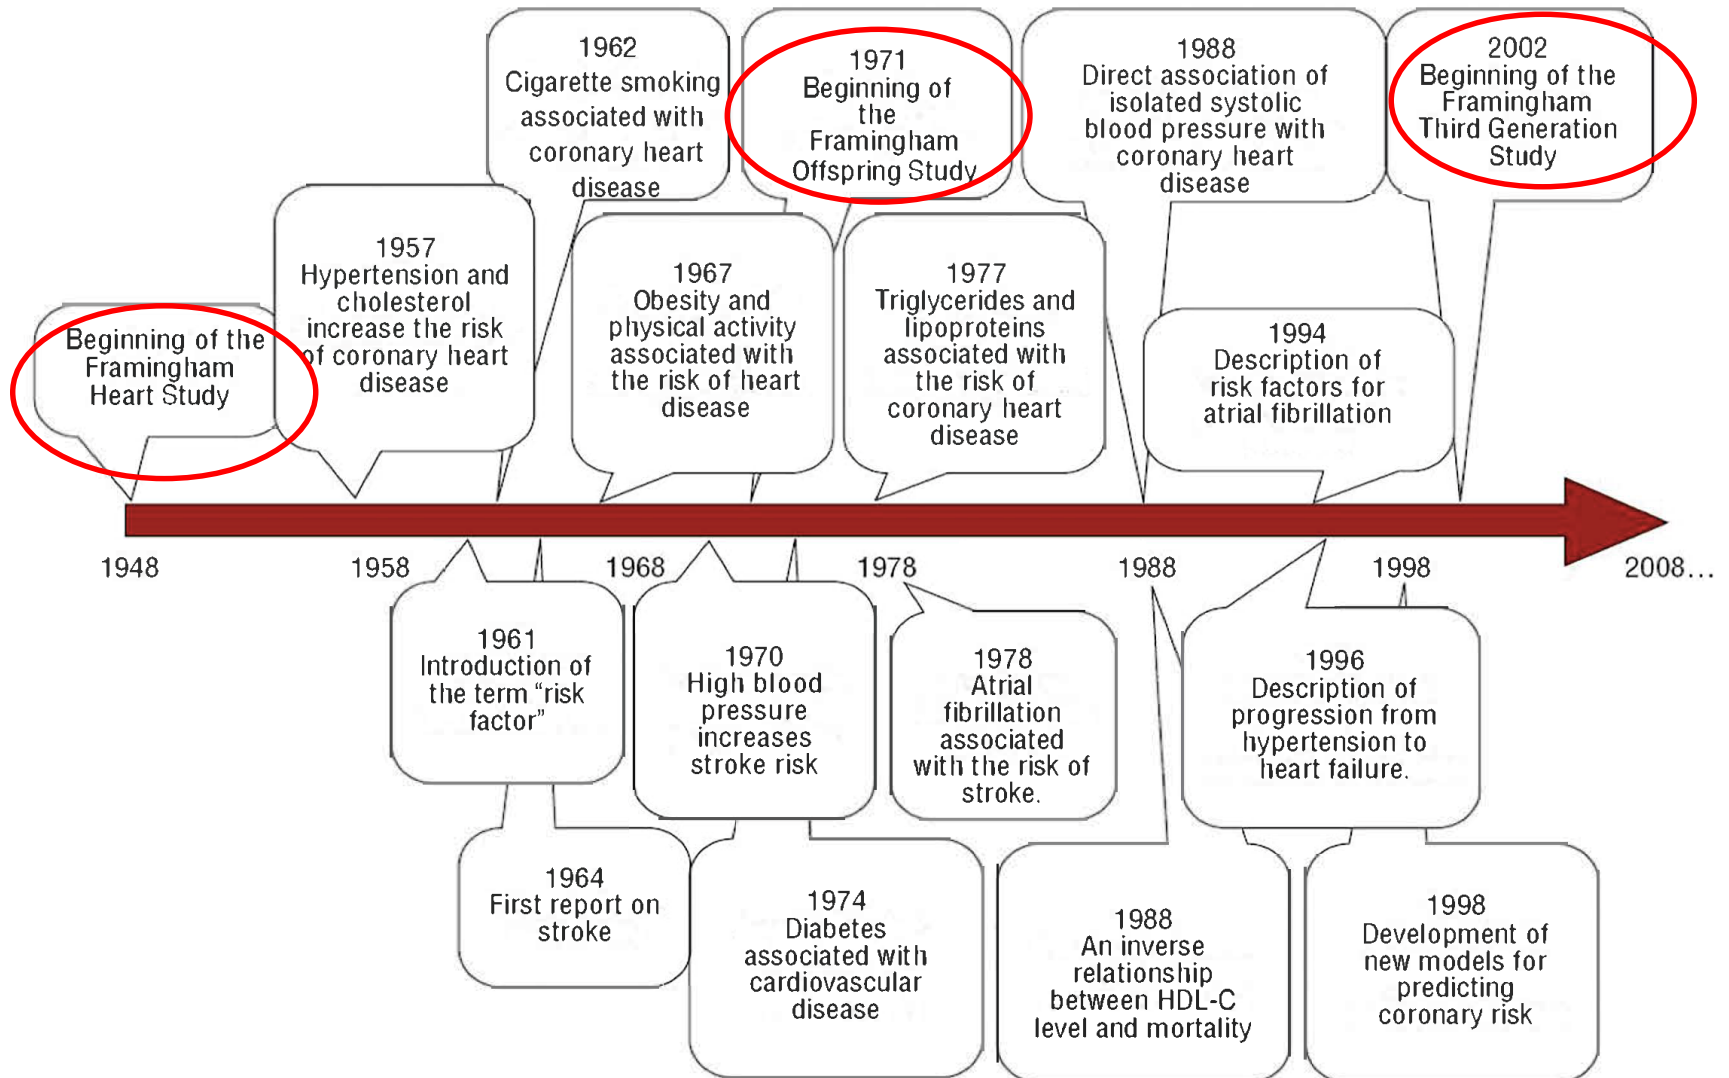 1962
Cigarette smoking
associated with
coronary heart
disease
1971
Beginning of
the
Framingham
Offspring Study
1988
Direct association of
isolated systolic
blood pressure with
coronary heart
disease
2002
Beginning of the
Framingham
Third Generation
Study
Beginning of the
Framingham
Heart Study
1957
Hypertension and
cholesterol
increase the risk
of coronary heart
disease
1967
Obesity and
physical activity
associated with
the risk of heart
disease
1977
Triglycerides and
lipoproteins
associated with
the risk of
coronary heart
disease
1994
Description of
risk factors for
atrial fibrillation
1948
1958
1968
1978
1988
1998
2008...
1961
Introduction of
the term “risk
factor”
1970
High blood
pressure
increases
stroke risk
1978
Atrial
fibrillation
associated
with the risk of
stroke.
1996
Description of
progression from
hypertension to
heart failure.
1964
First report on
stroke
1974
Diabetes
associated with
cardiovascular
disease
1988
An inverse
relationship
between HDL-C
level and mortality
1998
Development of
new models for
predicting
coronary risk